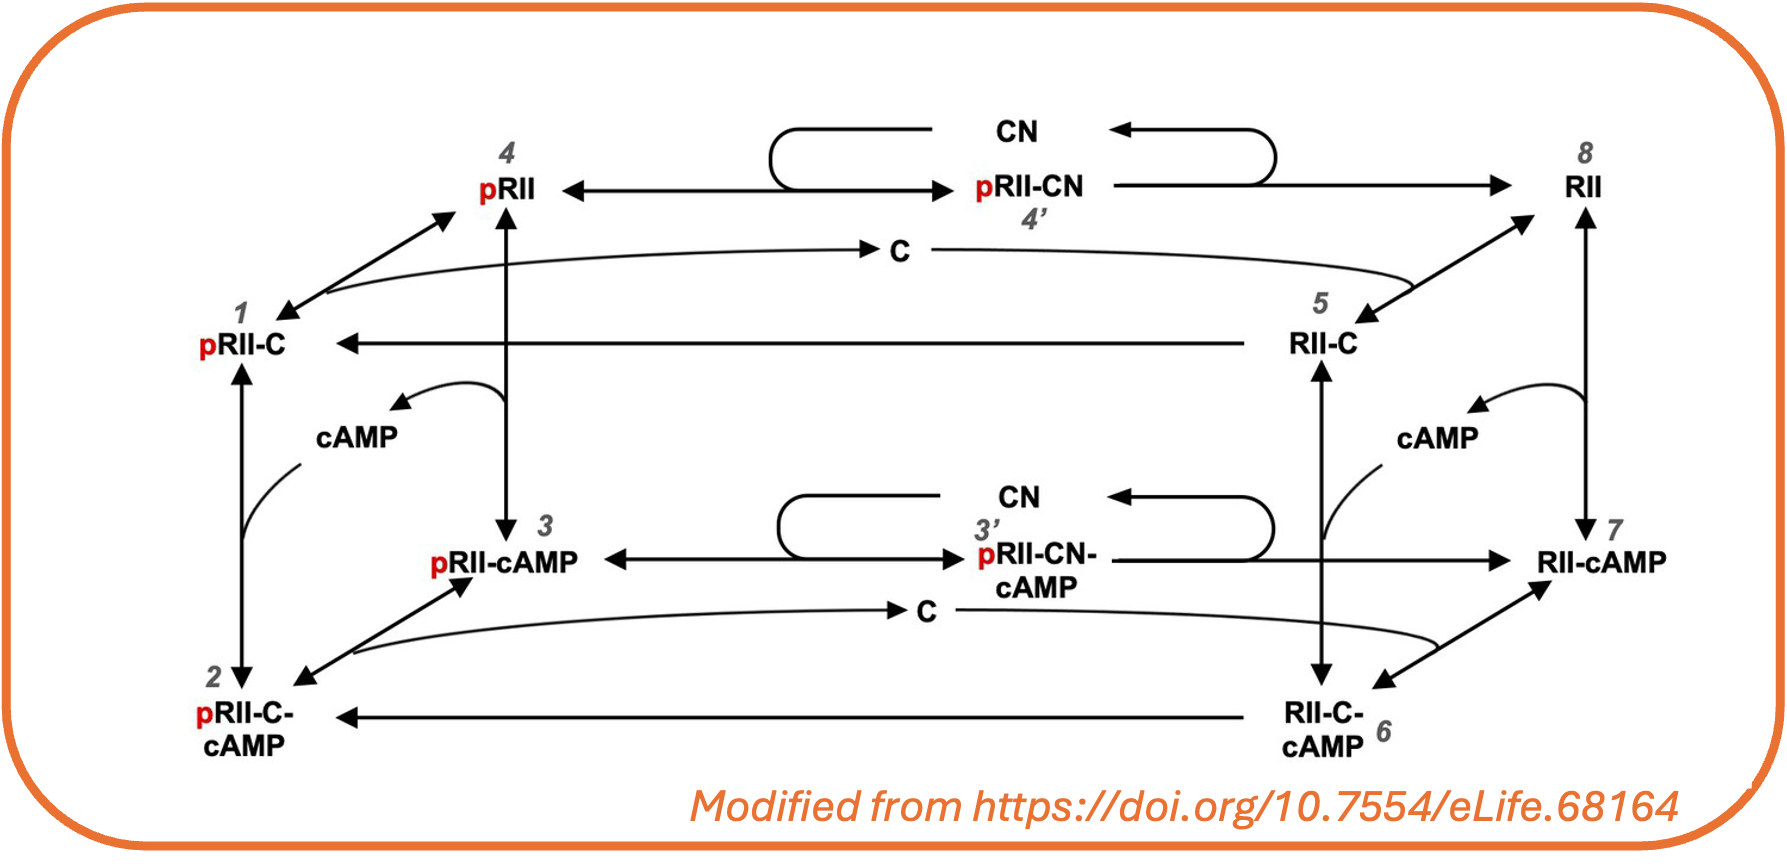 CN
4
pRII
pRII-CN
4’
8
RII
C
1
pRII-C
5
RII-C
cAMP
cAMP
CN
3
pRII-cAMP
3’
pRII-CN-
cAMP
7
RII-cAMP
C
2
pRII-C-
cAMP
RII-C-
cAMP
6
Modified from https://doi.org/10.7554/eLife.68164